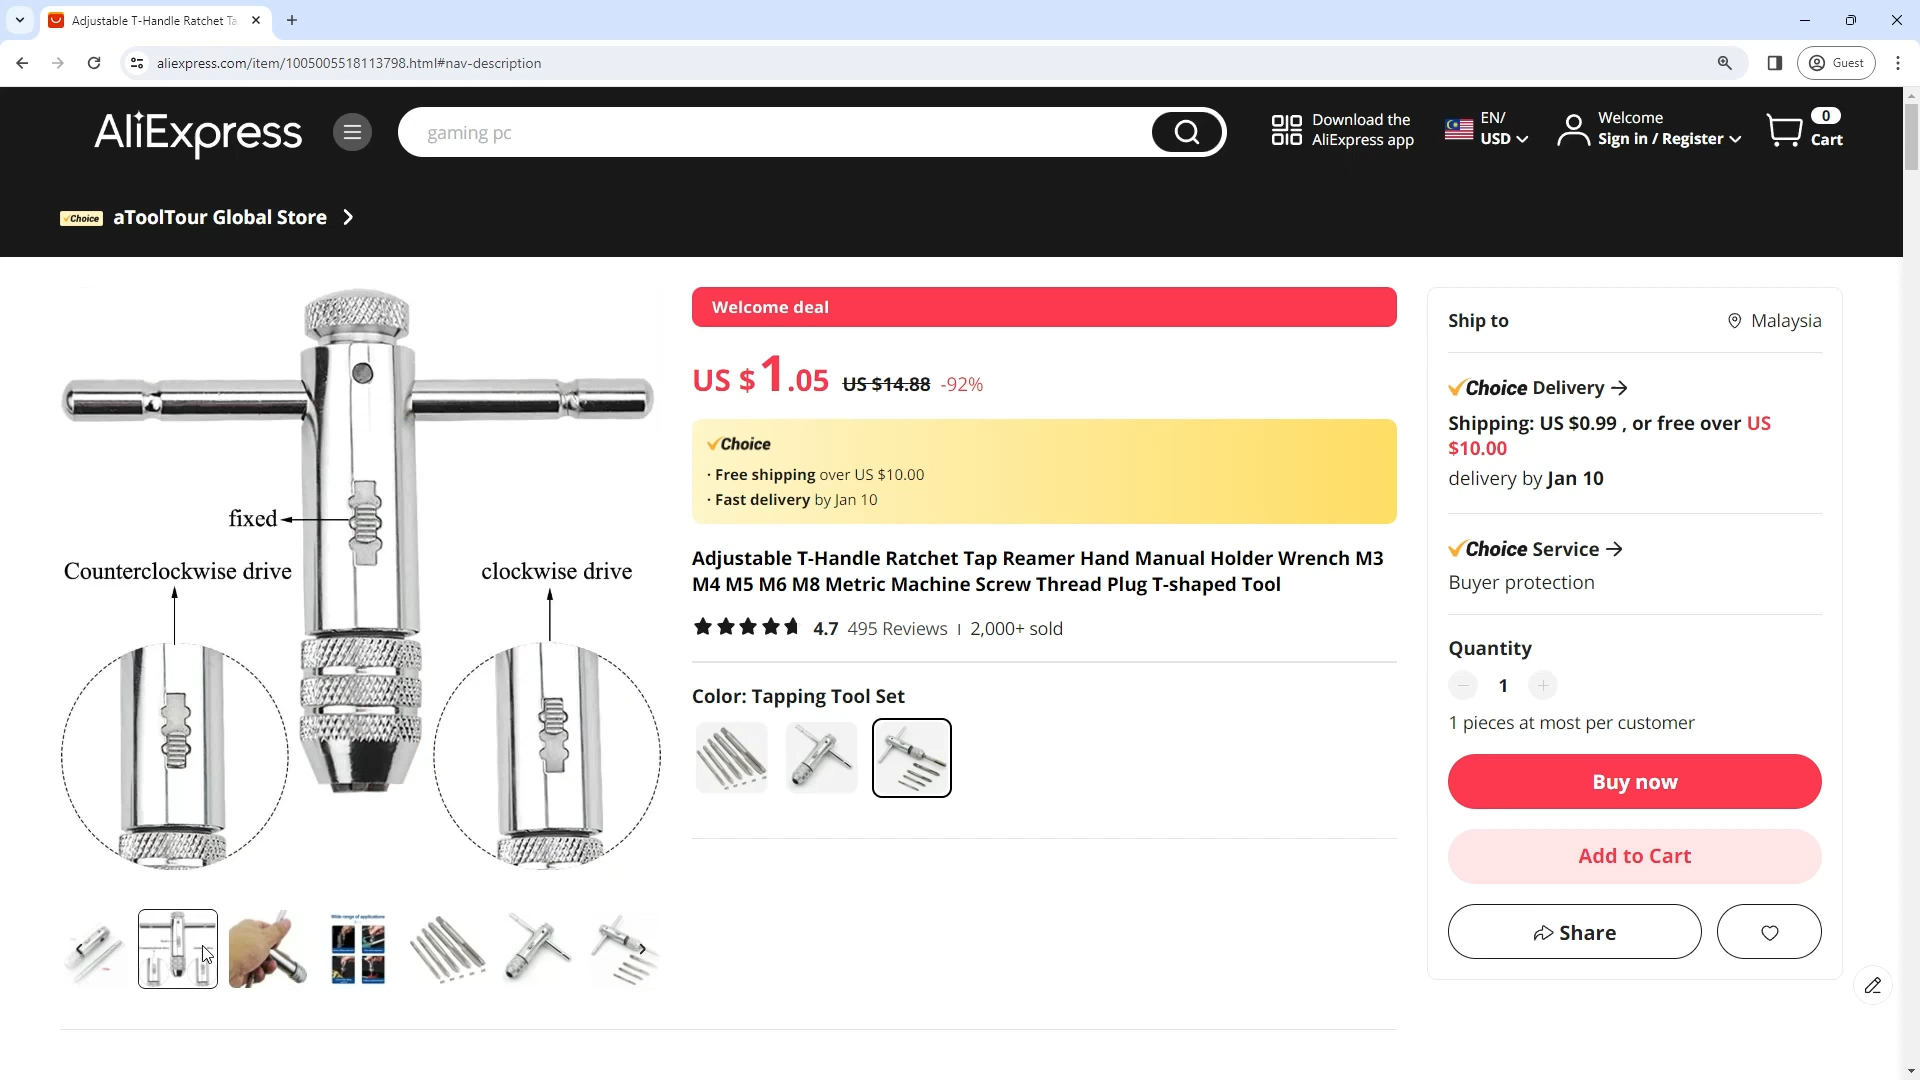 Adjustable T-Handle Ratchet Ta
aliexpress.com/item/1005005518113798.html#nav-description
Guest
AliExpress
gaming pc
Download the
AliExpress app
EN/
USD
Welcome
Sign in / Register
0
Cart
Choice aToolTour Global Store
Welcome deal
US $1.05 US $14.88 -92%
Choice
· Free shipping over US $10.00
· Fast delivery by Jan 10
Adjustable T-Handle Ratchet Tap Reamer Hand Manual Holder Wrench M3
M4 M5 M6 M8 Metric Machine Screw Thread Plug T-shaped Tool
4.7 495 Reviews | 2,000+ sold
Color: Tapping Tool Set
fixed
Counterclockwise drive
clockwise drive
Wide range of applications
Ship to
Malaysia
Choice Delivery
Shipping: US $0.99 , or free over US
$10.00
delivery by Jan 10
Choice Service
Buyer protection
Quantity
1
1 pieces at most per customer
Buy now
Add to Cart
Share